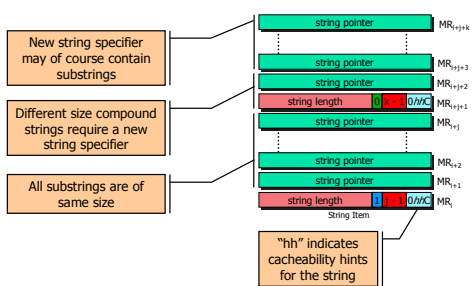 New string specifier
may of course contain
substrings
Different size compound
strings require a new
string specifier
All substrings are of
same size
string pointer MRi+j+k
string pointer MRi+j+3
string pointer MRi+j+2
string length 0 k - 1 0hhC MRi+j+1
string pointer MRi+j
string pointer MRi+2
string pointer MRi+1
string length 1 j - 1 0hhC MRi
String Item
"hh" indicates
cacheability hints
for the string